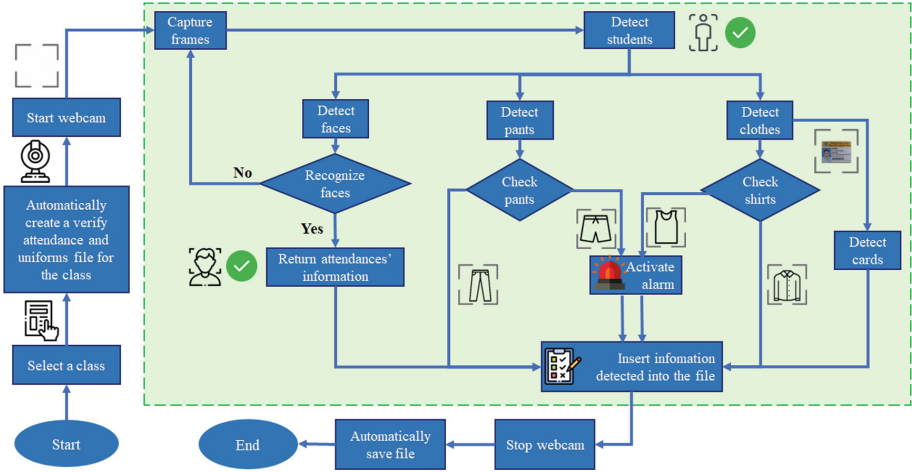 Capture
frames
Detect
students
Start webcam
Detect
faces
Detect
pants
Detect
clothes
No
Recognize
faces
Check
pants
Check
shirts
Automatically
create a verify
attendance and
uniforms file for
the class
Yes
Return attendances’
information
Activate
alarm
Detect
cards
Select a class
Insert infomation
detected into the file
Start
End
Automatically
save file
Stop webcam